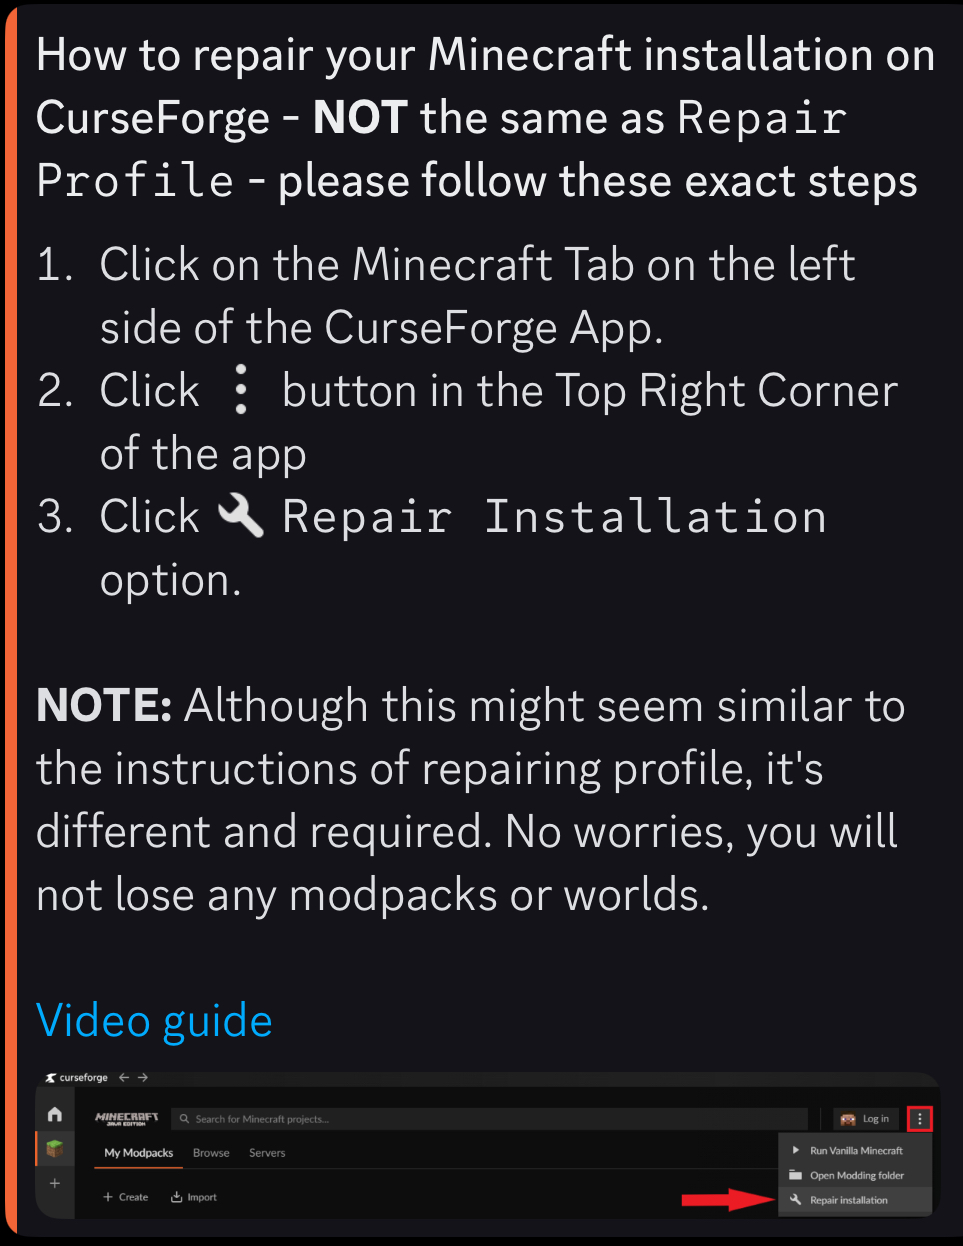 How to repair your Minecraft installation on
CurseForge - NOT the same as Repair
Profile - please follow these exact steps
1. Click on the Minecraft Tab on the left
side of the CurseForge App.
2. Click ⋮ button in the Top Right Corner
of the app
3. Click 🔧 Repair Installation
option.
NOTE: Although this might seem similar to
the instructions of repairing profile, it's
different and required. No worries, you will
not lose any modpacks or worlds.
Video guide
curseforge ← →
MINECRAFT
JAVA EDITION
Search for Minecraft projects...
Log in
My Modpacks Browse Servers
Run Vanilla Minecraft
Open Modding folder
+ Create Import
Repair installation